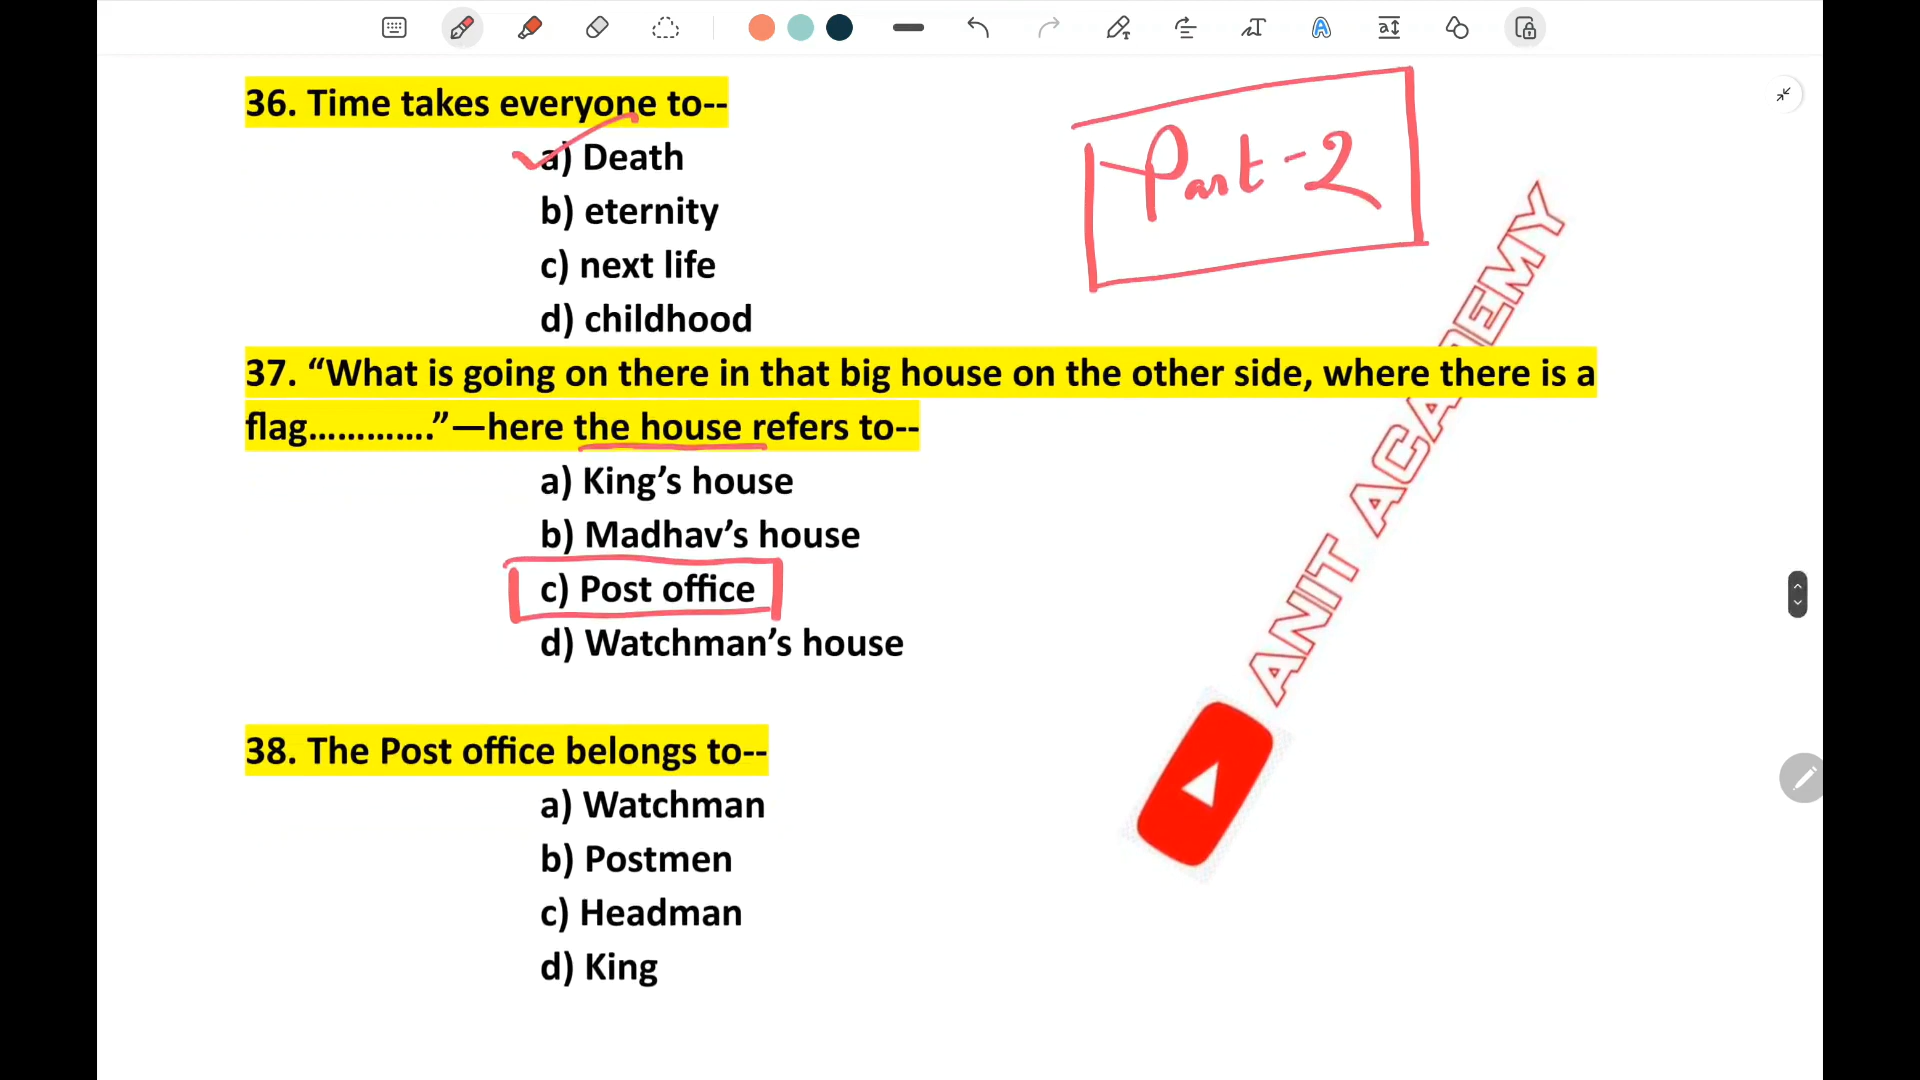 36. Time takes everyone to--
a) Death
b) eternity
c) next life
d) childhood
Part-2
37. “What is going on there in that big house on the other side, where there is a
flag………….”—here the house refers to--
a) King’s house
b) Madhav’s house
c) Post office
d) Watchman’s house
38. The Post office belongs to--
a) Watchman
b) Postmen
c) Headman
d) King
ANIT ACADEMY